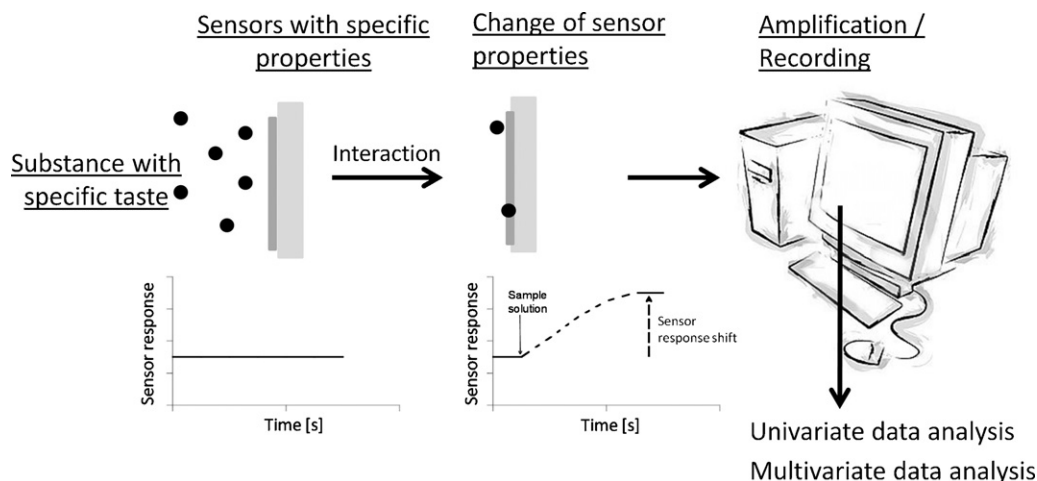 Sensors with specific
properties
Change of sensor
properties
Amplification /
Recording
Substance with
specific taste
Interaction
Sensor response
Time [s]
Sensor response
Sample
solution
Sensor
response shift
Time [s]
Univariate data analysis
Multivariate data analysis